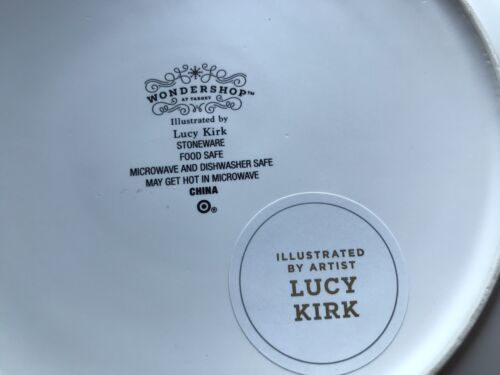 WONDERSHOP™
AT TARGET
Illustrated by
Lucy Kirk
STONEWARE
FOOD SAFE
MICROWAVE AND DISHWASHER SAFE
MAY GET HOT IN MICROWAVE
CHINA
®
ILLUSTRATED
BY ARTIST
LUCY
KIRK